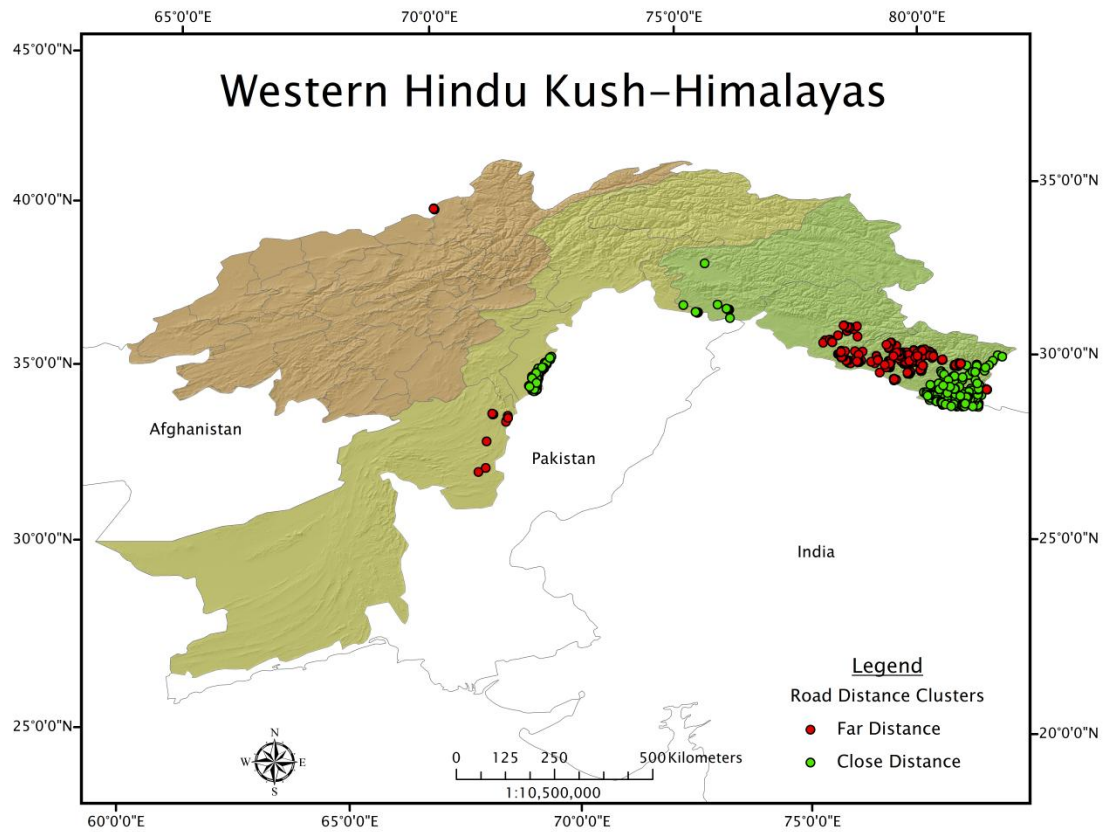 65°0'0"E 70°0'0"E 75°0'0"E 80°0'0"E
45°0'0"N
Western Hindu Kush-Himalayas
40°0'0"N
35°0'0"N
35°0'0"N
30°0'0"N
Afghanistan
Pakistan
30°0'0"N
25°0'0"N
India
Legend
Road Distance Clusters
Far Distance
Close Distance
25°0'0"N
20°0'0"N
N
W E
S
0 125 250 500 Kilometers
1:10,500,000
60°0'0"E 65°0'0"E 70°0'0"E 75°0'0"E